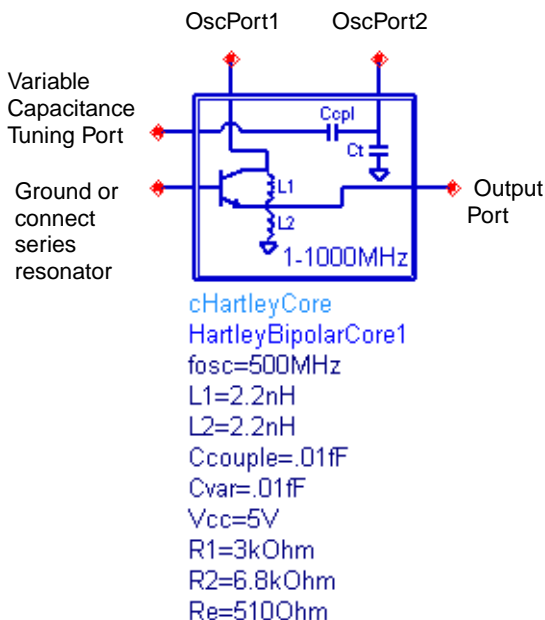 OscPort1
OscPort2
Variable
Capacitance
Tuning Port
Ccpl
Ct
Ground or
connect
series
resonator
L1
L2
Output
Port
1-1000MHz
cHartleyCore
HartleyBipolarCore1
fosc=500MHz
L1=2.2nH
L2=2.2nH
Ccouple=.01fF
Cvar=.01fF
Vcc=5V
R1=3kOhm
R2=6.8kOhm
Re=510Ohm